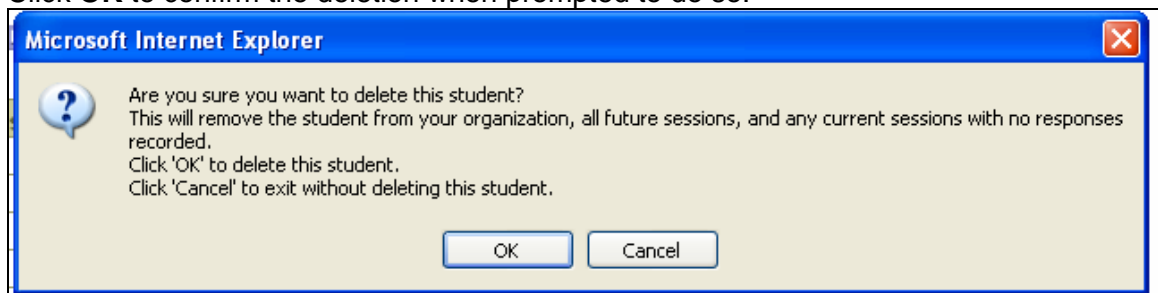 Click OK to confirm the deletion when prompted to do so.
Microsoft Internet Explorer
Are you sure you want to delete this student?
This will remove the student from your organization, all future sessions, and any current sessions with no responses
recorded.
Click 'OK' to delete this student.
Click 'Cancel' to exit without deleting this student.
OK
Cancel